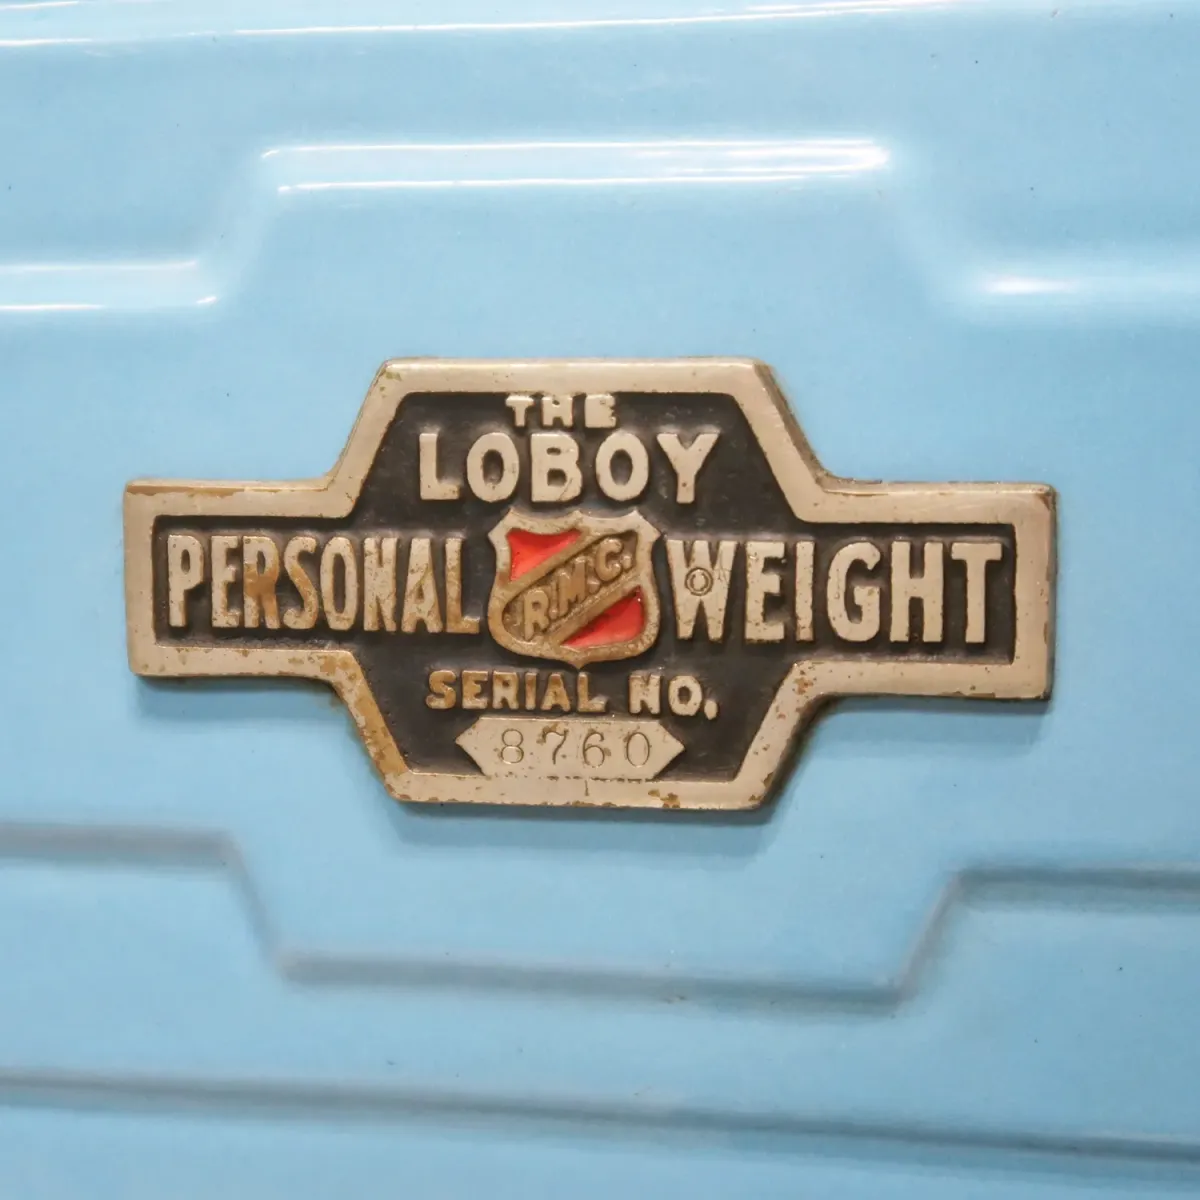 THE
LOBOY
PERSONAL R.M.C. WEIGHT
SERIAL NO.
8760